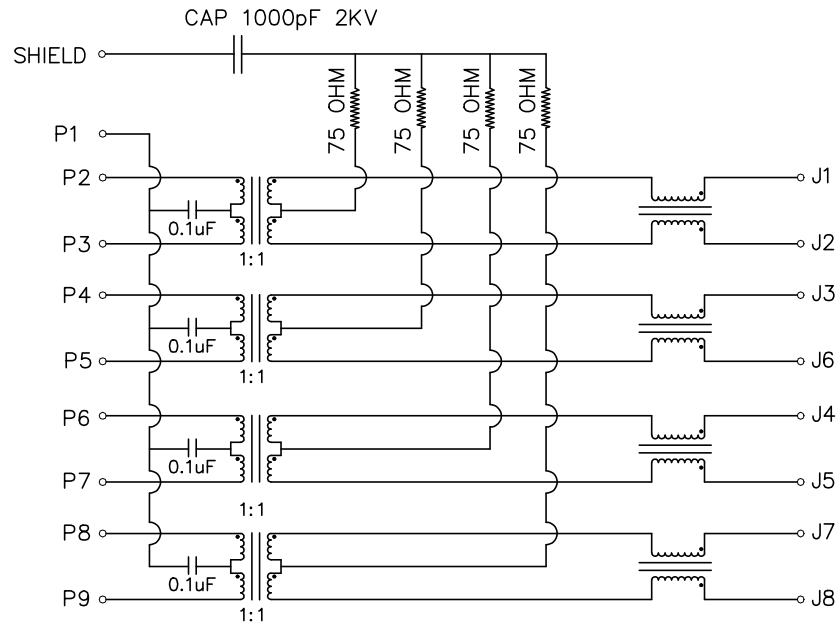 CAP 1000pF 2KV
SHIELD
75 OHM
75 OHM
75 OHM
75 OHM
P1
P2
J1
0.1uF
P3
J2
1:1
P4
J3
0.1uF
P5
J6
1:1
P6
J4
0.1uF
P7
J5
1:1
P8
J7
0.1uF
P9
J8
1:1